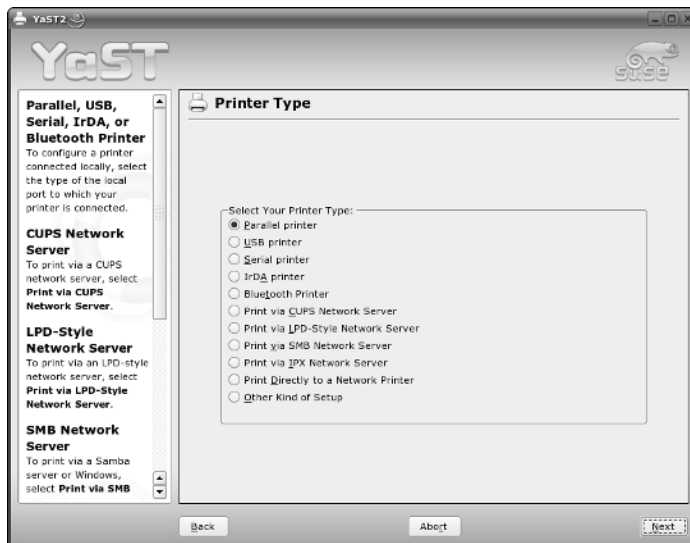 YaST2
YaST
suse
Parallel, USB,
Serial, IrDA, or
Bluetooth Printer
To configure a printer
connected locally, select
the type of the local
port to which your
printer is connected.
CUPS Network
Server
To print via a CUPS
network server, select
Print via CUPS
Network Server.
LPD-Style
Network Server
To print via an LPD-style
network server, select
Print via LPD-Style
Network Server.
SMB Network
Server
To print via a Samba
server or Windows,
select Print via SMB
Printer Type
Select Your Printer Type:
Parallel printer
USB printer
Serial printer
IrDA printer
Bluetooth Printer
Print via CUPS Network Server
Print via LPD-Style Network Server
Print via SMB Network Server
Print via IPX Network Server
Print Directly to a Network Printer
Other Kind of Setup
Back
Abort
Next